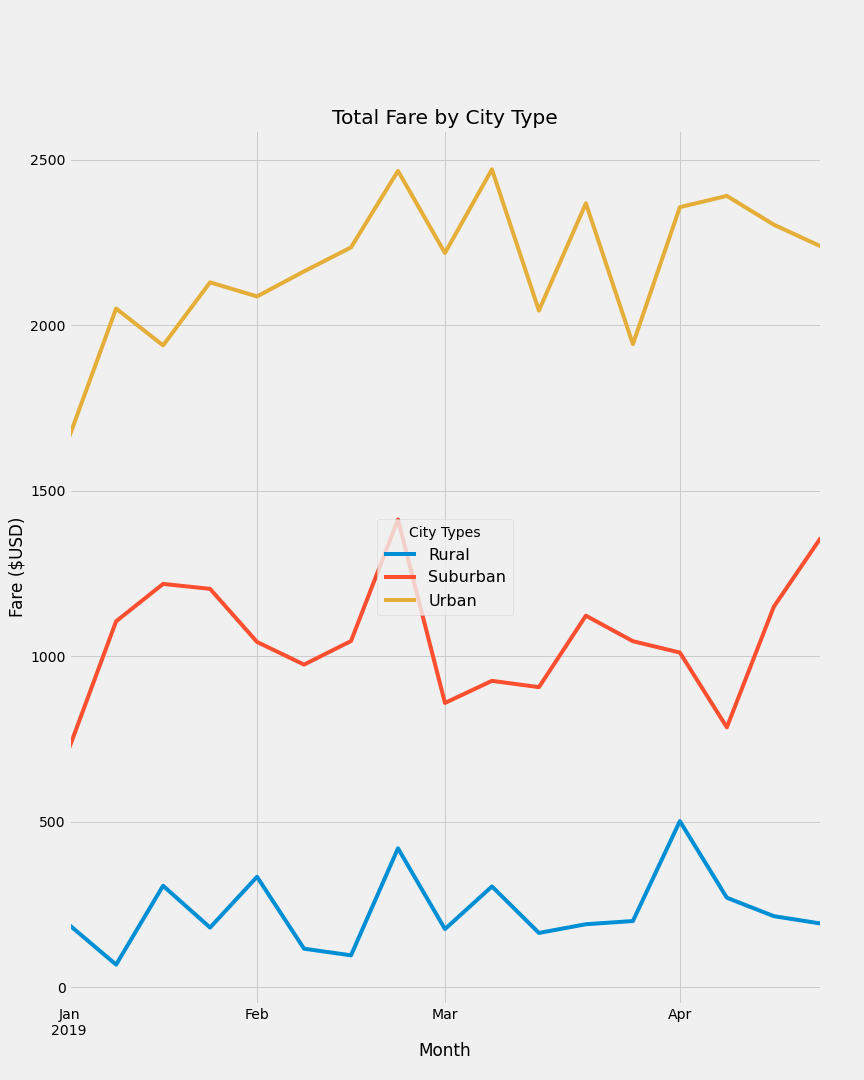 Total Fare by City Type
2500
2000
1500
1000
500
0
Fare ($USD)
City Types
Rural
Suburban
Urban
Jan Feb Mar Apr
2019
Month